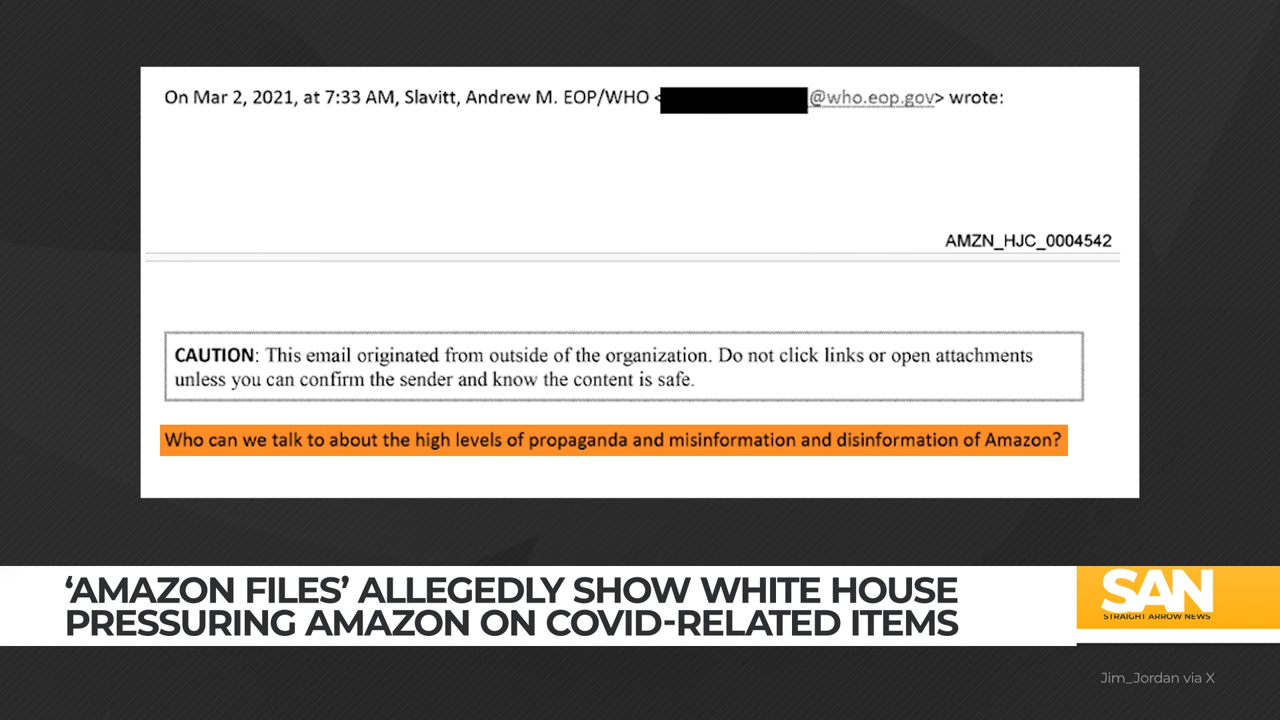 On Mar 2, 2021, at 7:33 AM, Slavitt, Andrew M. EOP/WHO < @who.eop.gov> wrote:
AMZN_HJC_0004542
CAUTION: This email originated from outside of the organization. Do not click links or open attachments
unless you can confirm the sender and know the content is safe.
Who can we talk to about the high levels of propaganda and misinformation and disinformation of Amazon?
‘AMAZON FILES’ ALLEGEDLY SHOW WHITE HOUSE
PRESSURING AMAZON ON COVID-RELATED ITEMS
SAN
STRAIGHT ARROW NEWS
Jim_Jordan via X